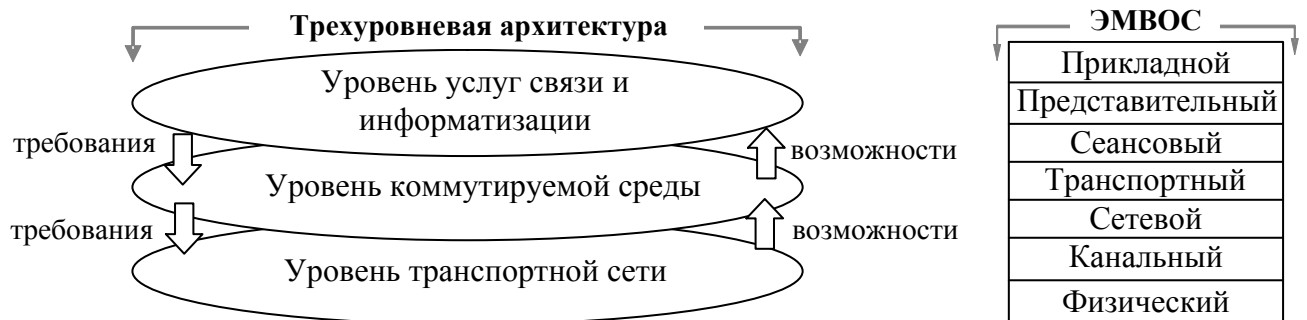 Трехуровневая архитектура
Уровень услуг связи и
информатизации
требования
возможности
Уровень коммутируемой среды
требования
возможности
Уровень транспортной сети
ЭМВОС
Прикладной
Представительный
Сеансовый
Транспортный
Сетевой
Канальный
Физический